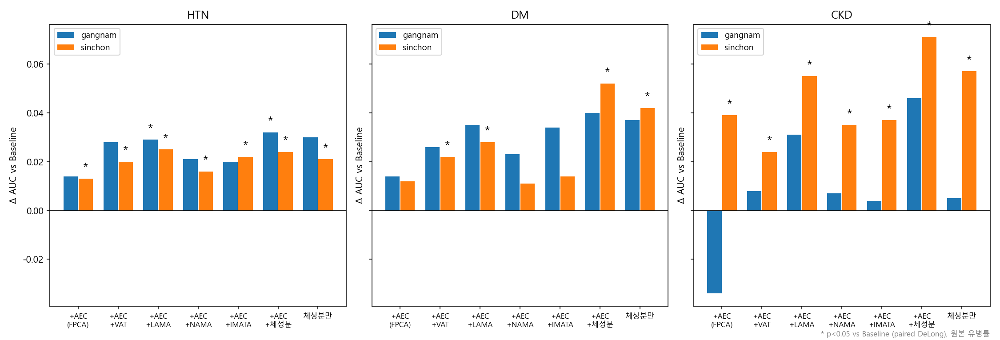 HTN
gangnam
sinchon
Δ AUC vs Baseline
0.06
0.04
0.02
0.00
-0.02
+AEC
(FPCA)
+AEC
+VAT
+AEC
+LAMA
+AEC
+NAMA
+AEC
+IMATA
+AEC
+체성분
체성분만
* * * * * * * * *
DM
gangnam
sinchon
Δ AUC vs Baseline
+AEC
(FPCA)
+AEC
+VAT
+AEC
+LAMA
+AEC
+NAMA
+AEC
+IMATA
+AEC
+체성분
체성분만
* * * *
CKD
gangnam
sinchon
Δ AUC vs Baseline
+AEC
(FPCA)
+AEC
+VAT
+AEC
+LAMA
+AEC
+NAMA
+AEC
+IMATA
+AEC
+체성분
체성분만
* * * * * * *
* p<0.05 vs Baseline (paired DeLong), 원본 유병률